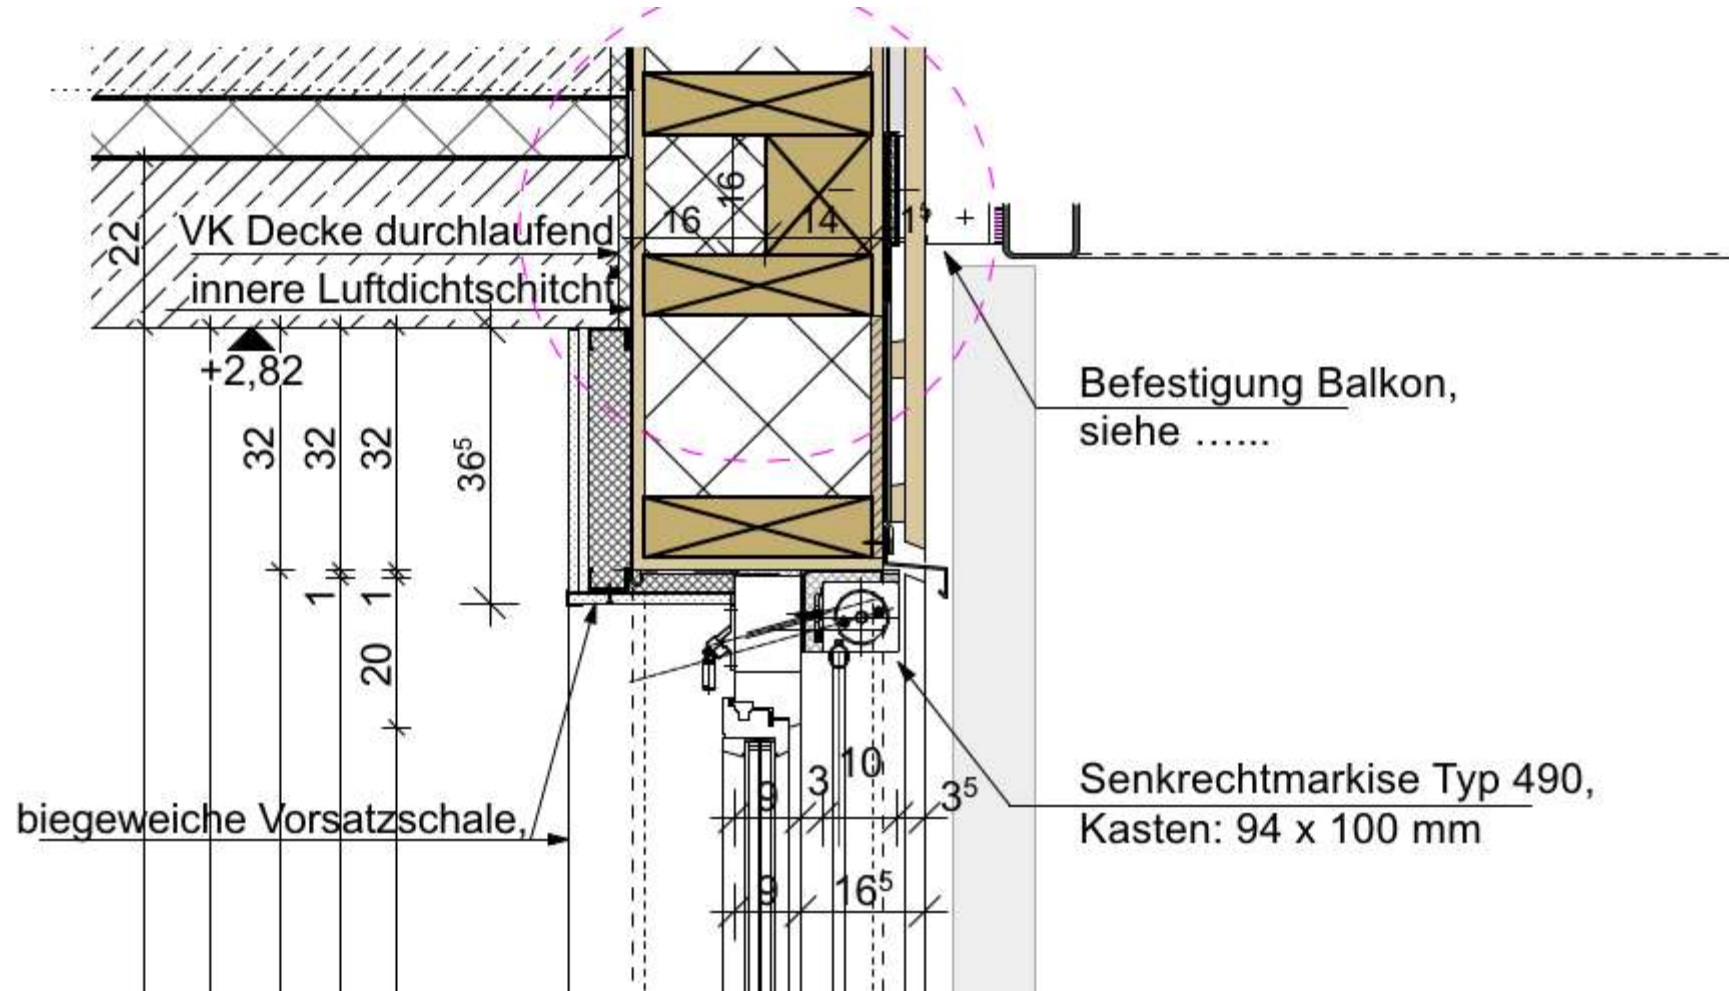 22
VK Decke durchlaufend
innere Luftdichtschitcht
16
16
14
1⁵
+2,82
32
32
32
36⁵
Befestigung Balkon,
siehe …...
1
1
20
biegeweiche Vorsatzschale,
9
3
10
3⁵
Senkrechtmarkise Typ 490,
Kasten: 94 x 100 mm
9
16⁵